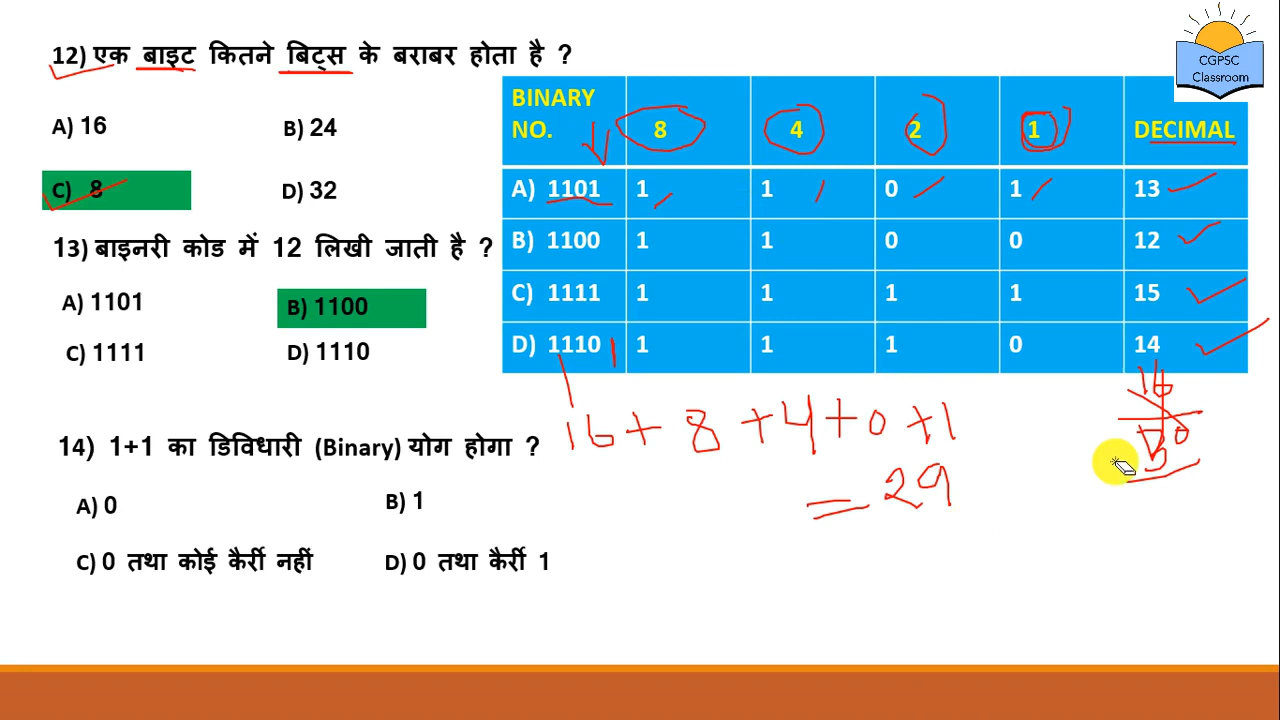 12) एक बाइट कितने बिट्स के बराबर होता है ?
A) 16
B) 24
C) 8
D) 32
13) बाइनरी कोड में 12 लिखी जाती है ?
A) 1101
B) 1100
C) 1111
D) 1110
14) 1+1 का डिविधारी (Binary) योग होगा ?
A) 0
B) 1
C) 0 तथा कोई कैर्री नहीं
D) 0 तथा कैर्री 1
CGPSC
Classroom
BINARY NO. 8 4 2 1 DECIMAL
A) 1101 1 1 0 1 13
B) 1100 1 1 0 0 12
C) 1111 1 1 1 1 15
D) 1110 1 1 1 0 14
16 + 8 + 4 + 0 + 1
= 29